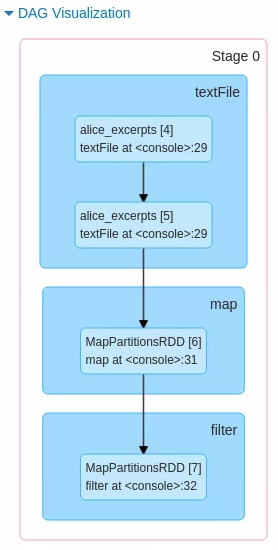 DAG Visualization
Stage 0
textFile
alice_excerpts [4]
textFile at <console>:29
alice_excerpts [5]
textFile at <console>:29
map
MapPartitionsRDD [6]
map at <console>:31
filter
MapPartitionsRDD [7]
filter at <console>:32